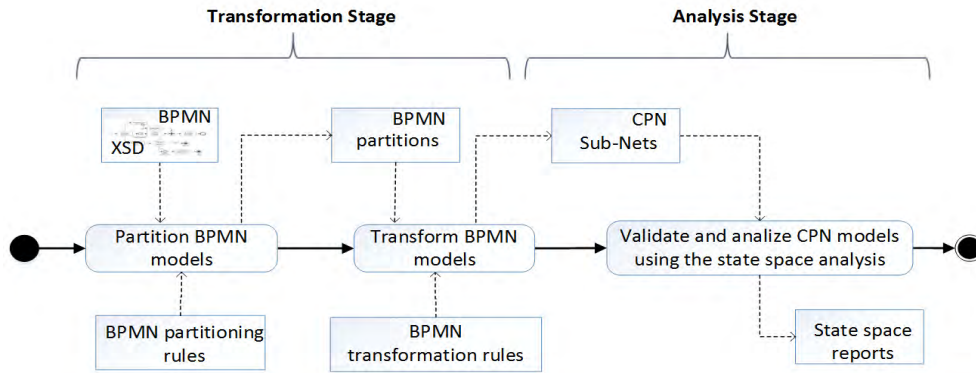 Transformation Stage
Analysis Stage
BPMN
XSD
BPMN
partitions
CPN
Sub-Nets
Partition BPMN
models
Transform BPMN
models
Validate and analize CPN models
using the state space analysis
BPMN partitioning
rules
BPMN
transformation rules
State space
reports